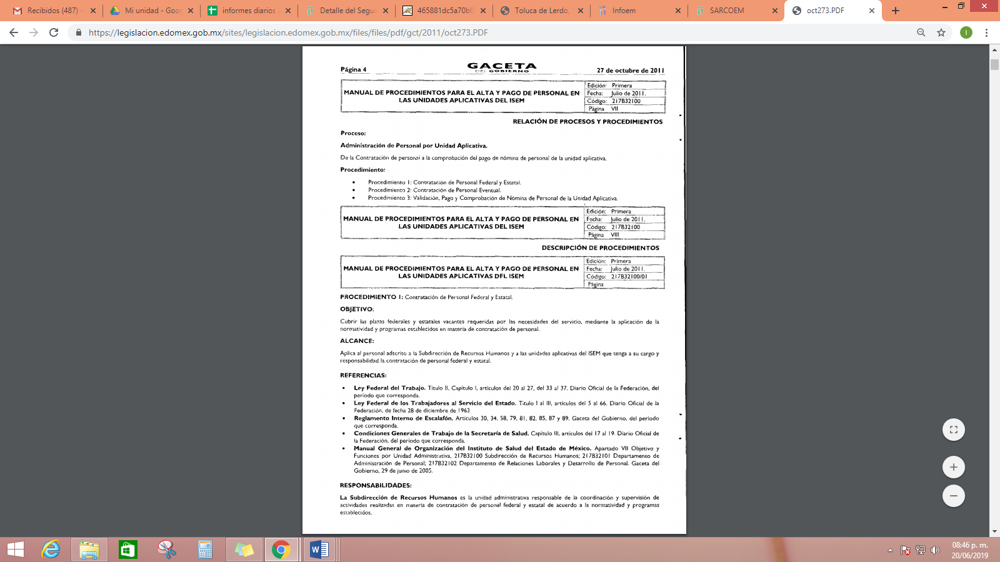 Recibidos (487) -
Mi unidad - Goo
informes diarios 2
Detalle del Segui
465881dc5a70b0
Toluca de Lerdo,
Infoem
SARCOEM
oct273.PDF
https://legislacion.edomex.gob.mx/sites/legislacion.edomex.gob.mx/files/files/pdf/gct/2011/oct273.PDF
I
Página 4
GACETA
DEL GOBIERNO
27 de octubre de 2011
MANUAL DE PROCEDIMIENTOS PARA EL ALTA Y PAGO DE PERSONAL EN
LAS UNIDADES APLICATIVAS DEL ISEM
Edición: Primera
Fecha: Julio de 2011.
Código: 217B32100
Página VII
RELACIÓN DE PROCESOS Y PROCEDIMIENTOS
Proceso:
Administración de Personal por Unidad Aplicativa.
De la Contratación de personal a la comprobación del pago de nómina de personal de la unidad aplicativa.
Procedimiento:
• Procedimiento 1: Contratación de Personal Federal y Estatal.
• Procedimiento 2: Contratación de Personal Eventual.
• Procedimiento 3: Validación, Pago y Comprobación de Nómina de Personal de la Unidad Aplicativa.
MANUAL DE PROCEDIMIENTOS PARA EL ALTA Y PAGO DE PERSONAL EN
LAS UNIDADES APLICATIVAS DEL ISEM
Edición: Primera
Fecha: Julio de 2011.
Código: 217B32100
Página VIII
DESCRIPCIÓN DE PROCEDIMIENTOS
MANUAL DE PROCEDIMIENTOS PARA EL ALTA Y PAGO DE PERSONAL EN
LAS UNIDADES APLICATIVAS DEL ISEM
Edición: Primera
Fecha: Julio de 2011.
Código: 217B32100/01
Página
PROCEDIMIENTO 1: Contratación de Personal Federal y Estatal.
OBJETIVO:
Cubrir las plazas federales y estatales vacantes requeridas por las necesidades del servicio, mediante la aplicación de la
normatividad y programas establecidos en materia de contratación de personal.
ALCANCE:
Aplica al personal adscrito a la Subdirección de Recursos Humanos y a las unidades aplicativas del ISEM que tenga a su cargo y
responsabilidad la contratación de personal federal y estatal.
REFERENCIAS:
• Ley Federal del Trabajo. Título II, Capítulo I, artículos del 20 al 27, del 33 al 37. Diario Oficial de la Federación, del
período que corresponda.
• Ley Federal de los Trabajadores al Servicio del Estado. Título I al III, artículos del 5 al 66. Diario Oficial de la
Federación, de fecha 28 de diciembre de 1963
• Reglamento Interno de Escalafón. Artículos 30, 34, 58, 79, 81, 82, 85, 87 y 89. Gaceta del Gobierno, del período
que corresponda.
• Condiciones Generales de Trabajo de la Secretaría de Salud. Capítulo III, artículos del 17 al 19. Diario Oficial de
la Federación, del período que corresponda.
• Manual General de Organización del Instituto de Salud del Estado de México. Apartado VII Objetivo y
Funciones por Unidad Administrativa, 217B32100 Subdirección de Recursos Humanos; 217B32101 Departamento de
Administración de Personal; 217B32102 Departamento de Relaciones Laborales y Desarrollo de Personal. Gaceta del
Gobierno, 29 de junio de 2005.
RESPONSABILIDADES:
La Subdirección de Recursos Humanos es la unidad administrativa responsable de la coordinación y supervisión de
actividades realizadas en materia de contratación de personal federal y estatal de acuerdo a la normatividad y programas
establecidos.
08:46 p. m.
20/06/2019